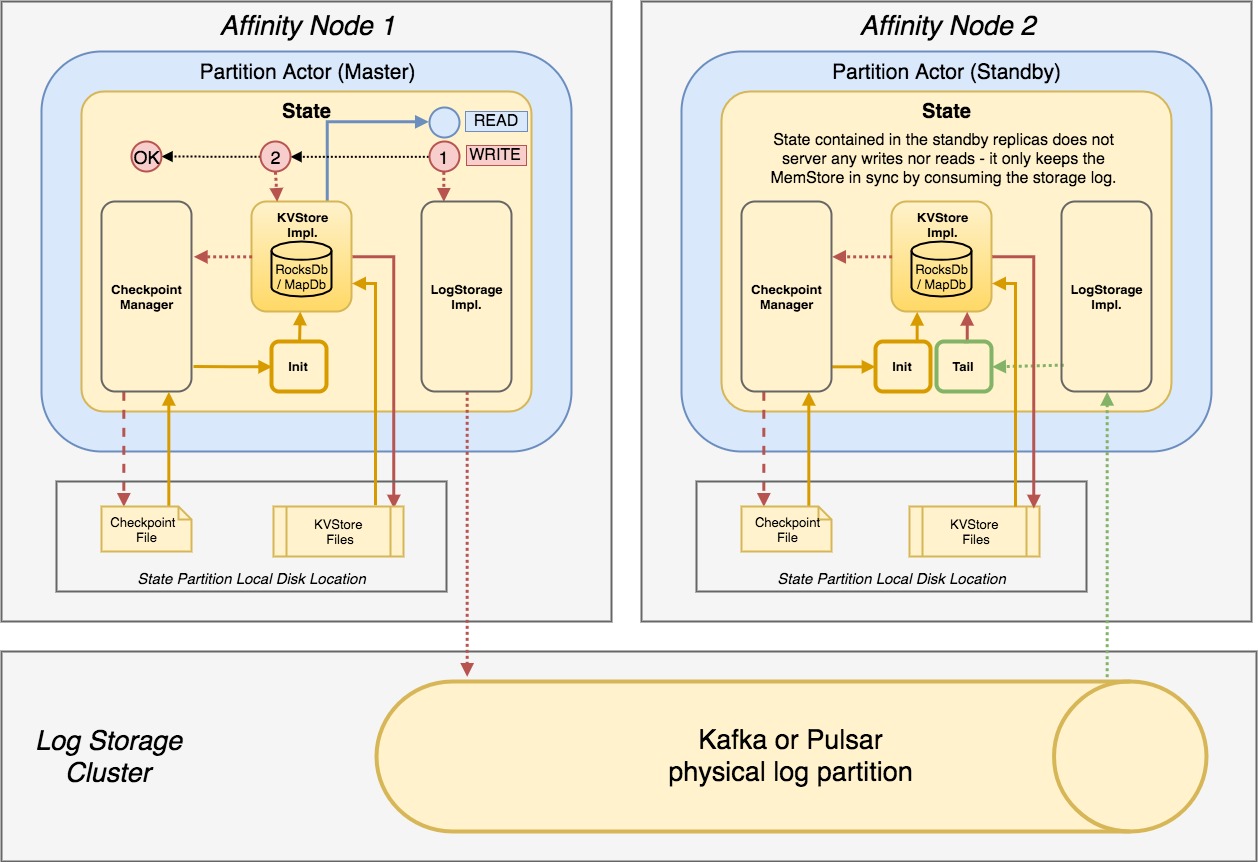 Affinity Node 1
Partition Actor (Master)
State
READ
OK
2
1
WRITE
KVStore
Impl.
RocksDb
/ MapDb
Checkpoint
Manager
LogStorage
Impl.
Init
Checkpoint
File
KVStore
Files
State Partition Local Disk Location
Affinity Node 2
Partition Actor (Standby)
State
State contained in the standby replicas does not
server any writes nor reads - it only keeps the
MemStore in sync by consuming the storage log.
KVStore
Impl.
RocksDb
/ MapDb
Checkpoint
Manager
LogStorage
Impl.
Init
Tail
Checkpoint
File
KVStore
Files
State Partition Local Disk Location
Log Storage
Cluster
Kafka or Pulsar
physical log partition